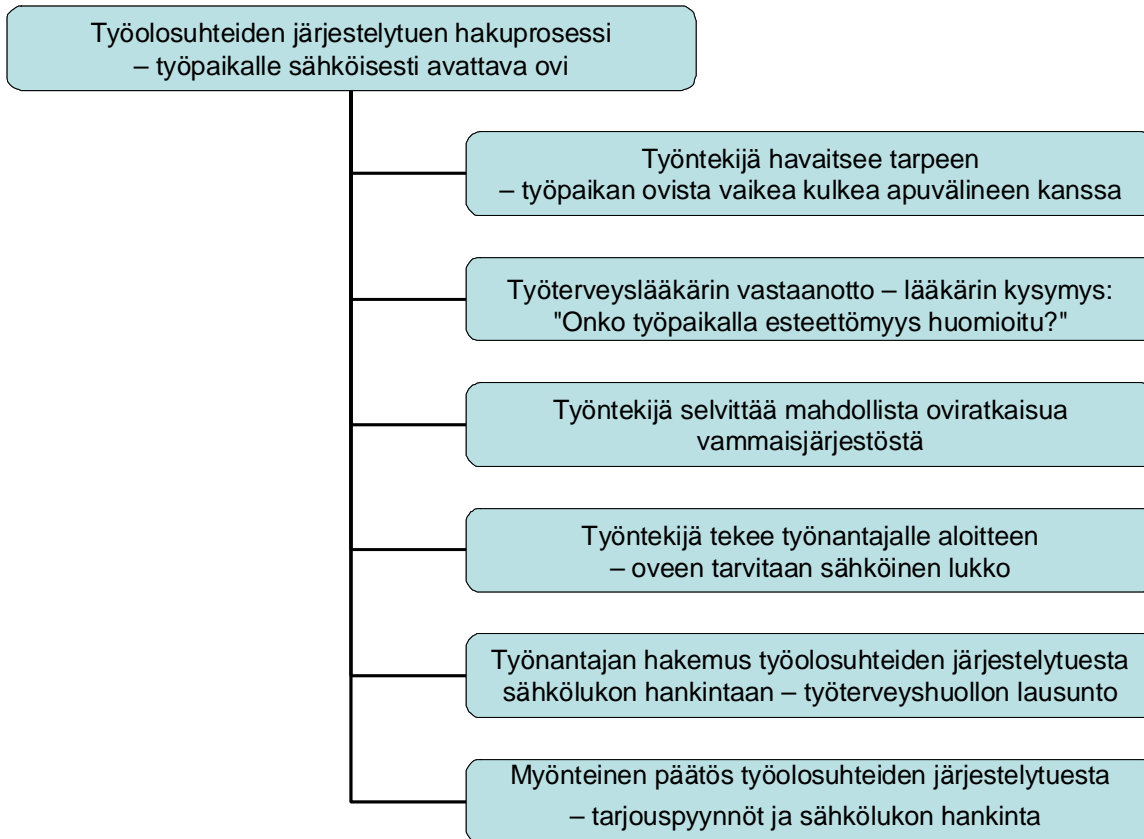 Työolosuhteiden järjestelytuen hakuprosessi
– työpaikalle sähköisesti avattava ovi
Työntekijä havaitsee tarpeen
– työpaikan ovista vaikea kulkea apuvälineen kanssa
Työterveyslääkärin vastaanotto – lääkärin kysymys:
"Onko työpaikalla esteettömyys huomioitu?"
Työntekijä selvittää mahdollista oviratkaisua
vammaisjärjestöstä
Työntekijä tekee työnantajalle aloitteen
– oveen tarvitaan sähköinen lukko
Työnantajan hakemus työolosuhteiden järjestelytuesta
sähkölukon hankintaan – työterveyshuollon lausunto
Myönteinen päätös työolosuhteiden järjestelytuesta
– tarjouspyynnöt ja sähkölukon hankinta